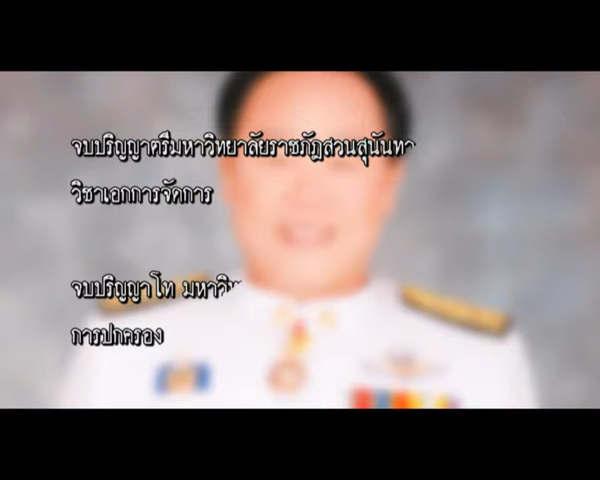 จบปริญญาตรีมหาวิทยาลัยราชภัฏสวนสุนันทา
วิชาเอกการจัดการ
จบปริญญาโท
การปกครอง